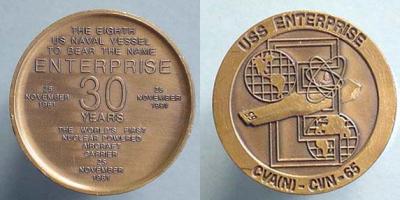 THE EIGHTH
US NAVAL VESSEL
TO BEAR THE NAME
ENTERPRISE
25 NOVEMBER 1961
30
25 NOVEMBER 1991
YEARS
THE WORLD'S FIRST
NUCLEAR POWERED
AIRCRAFT
CARRIER
25
NOVEMBER
1961
USS ENTERPRISE
CVA(N) - CVN - 65